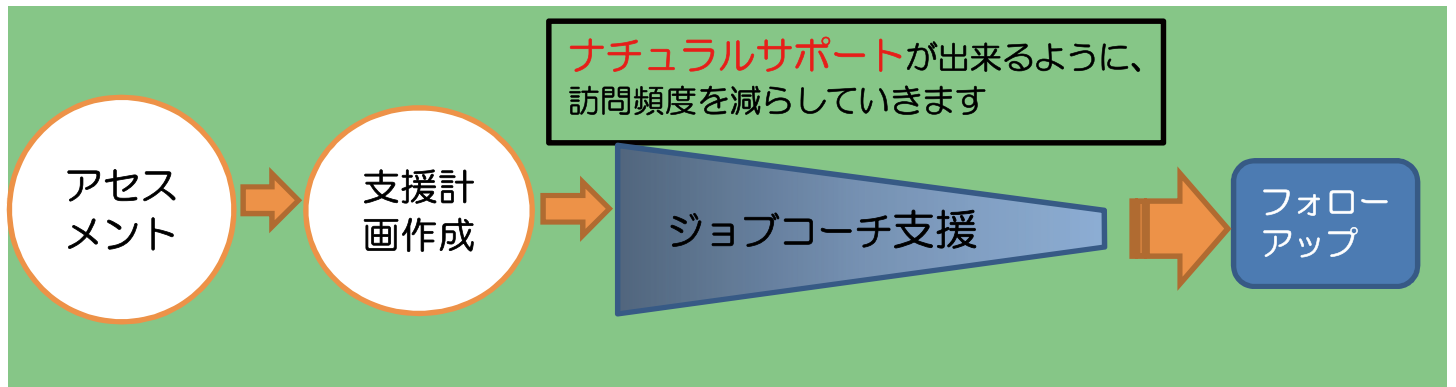 ナチュラルサポートが出来るように、
訪問頻度を減らしていきます
アセス
メント
支援計
画作成
ジョブコーチ支援
フォロー
アップ